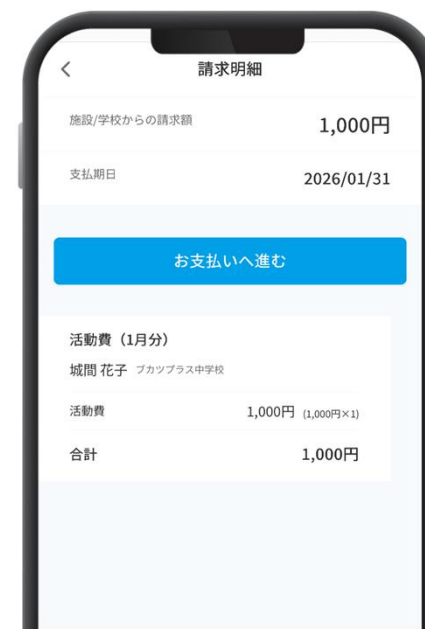 請求明細
施設/学校からの請求額 1,000円
支払期日 2026/01/31
お支払いへ進む
活動費（1月分）
城間 花子 ブカツプラス中学校
活動費 1,000円 (1,000円×1)
合計 1,000円